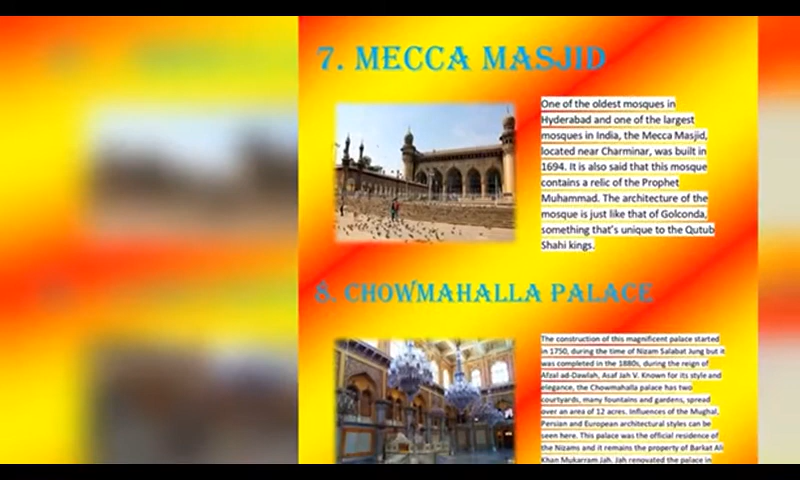 7. MECCA MASJID
One of the oldest mosques in
Hyderabad and one of the largest
mosques in India, the Mecca Masjid,
located near Charminar, was built in
1694. It is also said that this mosque
contains a relic of the Prophet
Muhammad. The architecture of the
mosque is just like that of Golconda,
something that's unique to the Qutub
Shahi kings.
8. CHOWMAHALLA PALACE
The construction of this magnificent palace started
in 1750, during the time of Nizam Salabat Jung but it
was completed in the 1880s, during the reign of
Afzal ad-Dawlah, Asaf Jah V. Known for its style and
elegance, the Chowmahalla palace has two
courtyards, many fountains and gardens, spread
over an area of 12 acres. Influences of the Mughal,
Persian and European architectural styles can be
seen here. This palace was the official residence of
the Nizams and it remains the property of Barkat Ali
Khan Mukarram Jah. Jah renovated the palace in